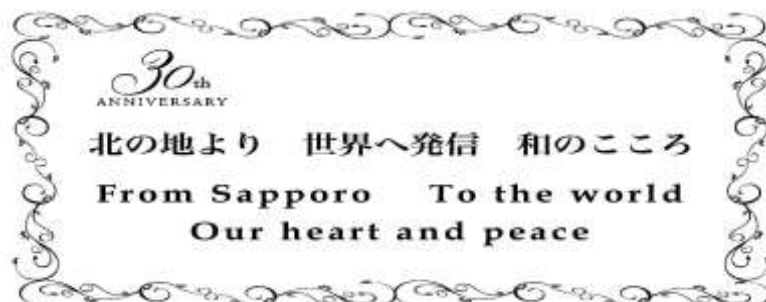 30th
ANNIVERSARY
北の地より　世界へ発信　和のこころ
From Sapporo To the world
Our heart and peace